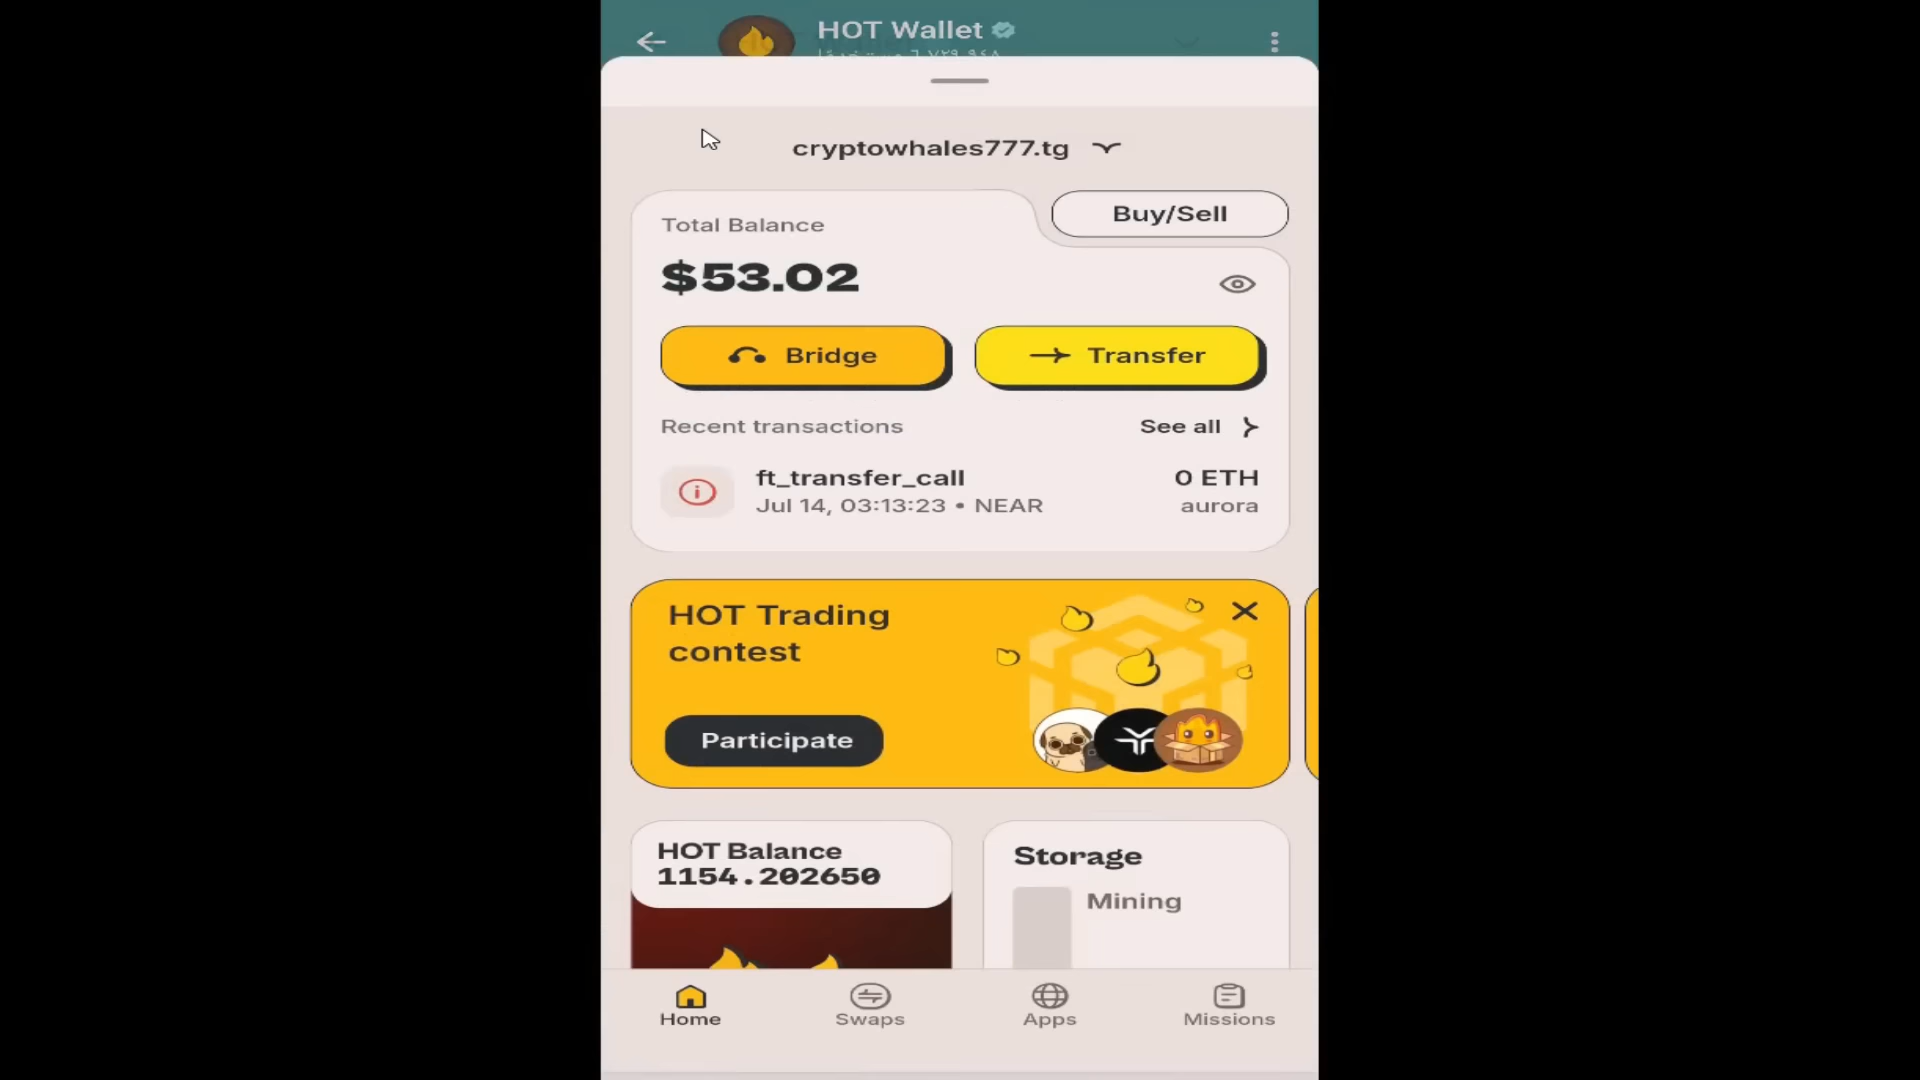 HOT Wallet
cryptowhales777.tg
Buy/Sell
Total Balance
$53.02
Bridge
Transfer
Recent transactions
See all
ft_transfer_call
0 ETH
Jul 14, 03:13:23 • NEAR
aurora
HOT Trading
contest
Participate
HOT Balance
1154.202650
Storage
Mining
Home
Swaps
Apps
Missions